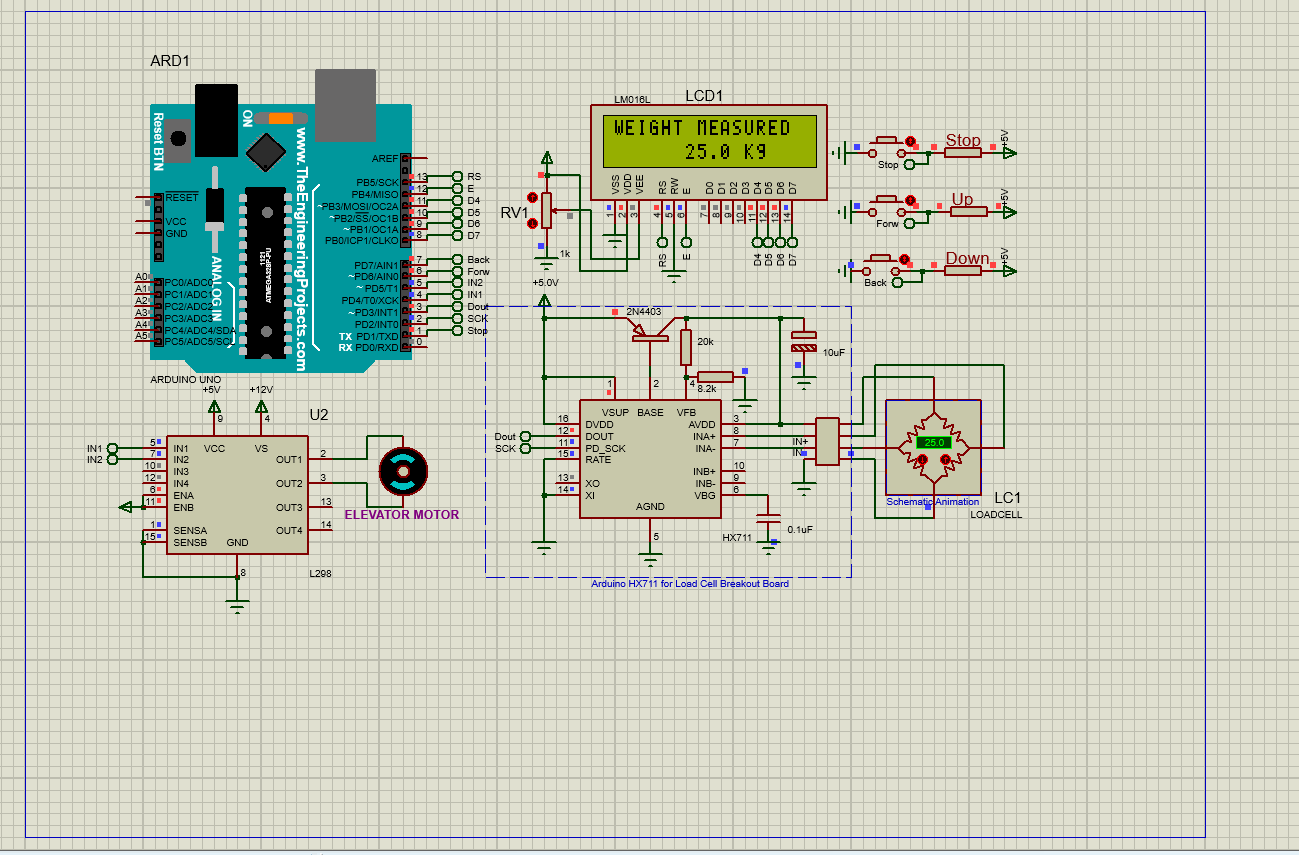 ARD1
Reset BTN
ON
www.TheEngineeringProjects.com
ANALOG IN
1121
ATMEGA328P-PU
RESET
VCC
GND
A0 PC0/ADC0
A1 PC1/ADC1
A2 PC2/ADC2
A3 PC3/ADC3
A4 PC4/ADC4/SDA
A5 PC5/ADC5/SCL
AREF
PB5/SCK 13 RS
PB4/MISO 12 E
~PB3/MOSI/OC2A 11 D4
~PB2/SS/OC1B 10 D5
~PB1/OC1A 9 D6
PB0/ICP1/CLKO 8 D7
PD7/AIN1 7 Back
~PD6/AIN0 6 Forw
~PD5/T1 5 IN2
PD4/T0/XCK 4 IN1
~PD3/INT1 3 Dout
PD2/INT0 2 SCK
TX PD1/TXD 1 Stop
RX PD0/RXD 0
ARDUINO UNO
LCD1
LM016L
WEIGHT MEASURED
25.0 K9
VSS VDD VEE RS RW E D0 D1 D2 D3 D4 D5 D6 D7
1 2 3 4 5 6 7 8 9 10 11 12 13 14
RS E D4 D5 D6 D7
RV1
1k
Stop
Stop
+5V
Up
Forw
+5V
Down
Back
+5V
+5V +12V
U2
9 4
VCC VS
IN1 5 IN1
IN2 7 IN2
10 IN3
12 IN4
6 ENA
11 ENB
1 SENSA
15 SENSB
OUT1 2
OUT2 3
OUT3 13
OUT4 14
GND
8
L298
ELEVATOR MOTOR
+5.0V
2N4403
20k
10uF
8.2k
1 2 4
VSUP BASE VFB
16 DVDD
Dout 12 DOUT
SCK 11 PD_SCK
15 RATE
13 XO
14 XI
AVDD 3
INA+ 8
INA- 7
INB+ 10
INB- 9
VBG 6
AGND
5
HX711
0.1uF
IN+
IN-
Arduino HX711 for Load Cell Breakout Board
25.0
Schematic Animation
LC1
LOADCELL